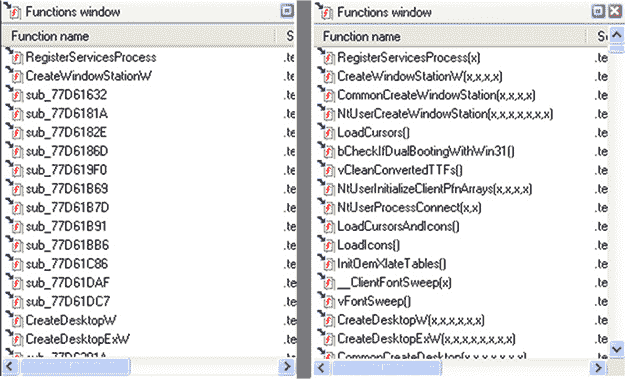 Functions window
Function name S
RegisterServicesProcess .te
CreateWindowStationW .te
sub_77D61632 .te
sub_77D6181A .te
sub_77D6182E .te
sub_77D6186D .te
sub_77D619F0 .te
sub_77D61B69 .te
sub_77D61B7D .te
sub_77D61B91 .te
sub_77D61BB6 .te
sub_77D61C86 .te
sub_77D61DAF .te
sub_77D61DC7 .te
CreateDesktopW .te
CreateDesktopExW .te
sub_77D6201A
Functions window
Function name S
RegisterServicesProcess(x) .te
CreateWindowStationW(x,x,x,x) .te
CommonCreateWindowStation(x,x,x,x) .te
NtUserCreateWindowStation(x,x,x,x,x,x,x) .te
LoadCursors() .te
bCheckIfDualBootingWithWin31() .te
vCleanConvertedTTFs() .te
NtUserInitializeClientPfnArrays(x,x,x,x) .te
NtUserProcessConnect(x,x) .te
LoadCursorsAndIcons() .te
LoadIcons() .te
InitOemXlateTables() .te
__ClientFontSweep(x) .te
vFontSweep() .te
CreateDesktopW(x,x,x,x,x,x) .te
CreateDesktopExW(x,x,x,x,x,x,x,x) .te
CommonCreateDesktop(x,x,x,x,x,x,x) .te